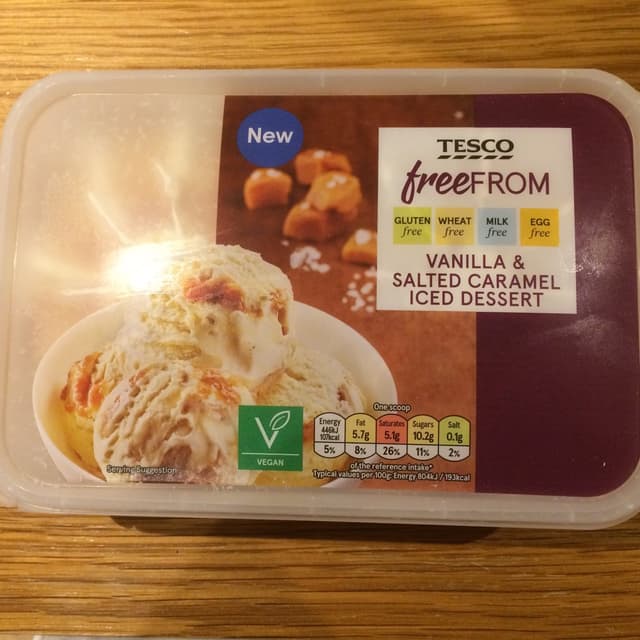 New
TESCO
freeFROM
GLUTEN free
WHEAT free
MILK free
EGG free
VANILLA &
SALTED CARAMEL
ICED DESSERT
V
VEGAN
One scoop
Energy 446kJ 107kcal 5%
Fat 5.7g 8%
Saturates 5.1g 26%
Sugars 10.2g 11%
Salt 0.1g 2%
of the reference intake*
Typical values per 100g: Energy 804kJ / 193kcal
Serving Suggestion